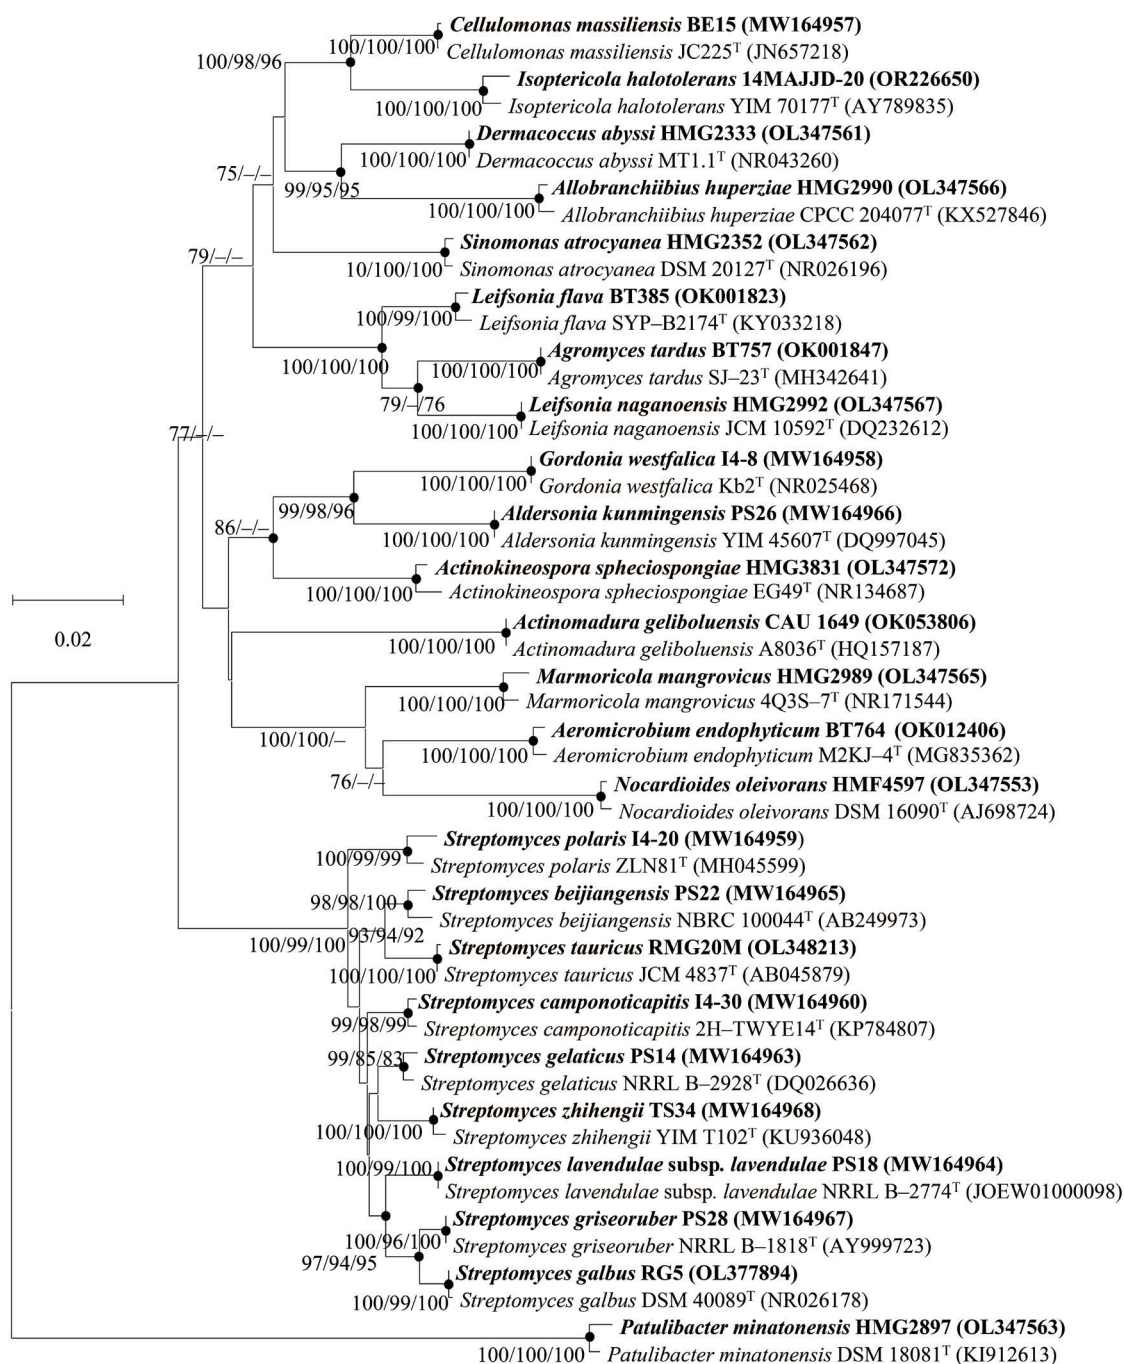 Cellulomonas massiliensis BE15 (MW164957)
100/100/100
Cellulomonas massiliensis JC225ᵀ (JN657218)
100/98/96
Isoptericola halotolerans 14MAJJD-20 (OR226650)
100/100/100
Isoptericola halotolerans YIM 70177ᵀ (AY789835)
Dermacoccus abyssi HMG2333 (OL347561)
100/100/100
Dermacoccus abyssi MT1.1ᵀ (NR043260)
75/–/–
99/95/95
Allobranchiibius huperziae HMG2990 (OL347566)
100/100/100
Allobranchiibius huperziae CPCC 204077ᵀ (KX527846)
Sinomonas atrocyanea HMG2352 (OL347562)
79/–/–
10/100/100
Sinomonas atrocyanea DSM 20127ᵀ (NR026196)
Leifsonia flava BT385 (OK001823)
100/99/100
Leifsonia flava SYP–B2174ᵀ (KY033218)
100/100/100
Agromyces tardus BT757 (OK001847)
100/100/100
Agromyces tardus SJ–23ᵀ (MH342641)
79/–/76
Leifsonia naganoensis HMG2992 (OL347567)
100/100/100
Leifsonia naganoensis JCM 10592ᵀ (DQ232612)
77/–/–
Gordonia westfalica I4-8 (MW164958)
100/100/100
Gordonia westfalica Kb2ᵀ (NR025468)
99/98/96
Aldersonia kunmingensis PS26 (MW164966)
86/–/–
100/100/100
Aldersonia kunmingensis YIM 45607ᵀ (DQ997045)
Actinokineospora spheciospongiae HMG3831 (OL347572)
100/100/100
Actinokineospora spheciospongiae EG49ᵀ (NR134687)
0.02
Actinomadura geliboluensis CAU 1649 (OK053806)
100/100/100
Actinomadura geliboluensis A8036ᵀ (HQ157187)
Marmoricola mangrovicus HMG2989 (OL347565)
100/100/100
Marmoricola mangrovicus 4Q3S–7ᵀ (NR171544)
100/100/–
Aeromicrobium endophyticum BT764 (OK012406)
100/100/100
Aeromicrobium endophyticum M2KJ–4ᵀ (MG835362)
76/–/–
Nocardioides oleivorans HMF4597 (OL347553)
100/100/100
Nocardioides oleivorans DSM 16090ᵀ (AJ698724)
Streptomyces polaris I4-20 (MW164959)
100/99/99
Streptomyces polaris ZLN81ᵀ (MH045599)
Streptomyces beijiangensis PS22 (MW164965)
98/98/100
Streptomyces beijiangensis NBRC 100044ᵀ (AB249973)
100/99/100
93/94/92
Streptomyces tauricus RMG20M (OL348213)
100/100/100
Streptomyces tauricus JCM 4837ᵀ (AB045879)
Streptomyces camponoticapitis I4-30 (MW164960)
99/98/99
Streptomyces camponoticapitis 2H–TWYE14ᵀ (KP784807)
Streptomyces gelaticus PS14 (MW164963)
99/85/83
Streptomyces gelaticus NRRL B–2928ᵀ (DQ026636)
Streptomyces zhihengii TS34 (MW164968)
100/100/100
Streptomyces zhihengii YIM T102ᵀ (KU936048)
Streptomyces lavendulae subsp. lavendulae PS18 (MW164964)
100/99/100
Streptomyces lavendulae subsp. lavendulae NRRL B–2774ᵀ (JOEW01000098)
Streptomyces griseoruber PS28 (MW164967)
100/96/100
Streptomyces griseoruber NRRL B–1818ᵀ (AY999723)
97/94/95
Streptomyces galbus RG5 (OL377894)
100/99/100
Streptomyces galbus DSM 40089ᵀ (NR026178)
Patulibacter minatonensis HMG2897 (OL347563)
100/100/100
Patulibacter minatonensis DSM 18081ᵀ (KI912613)